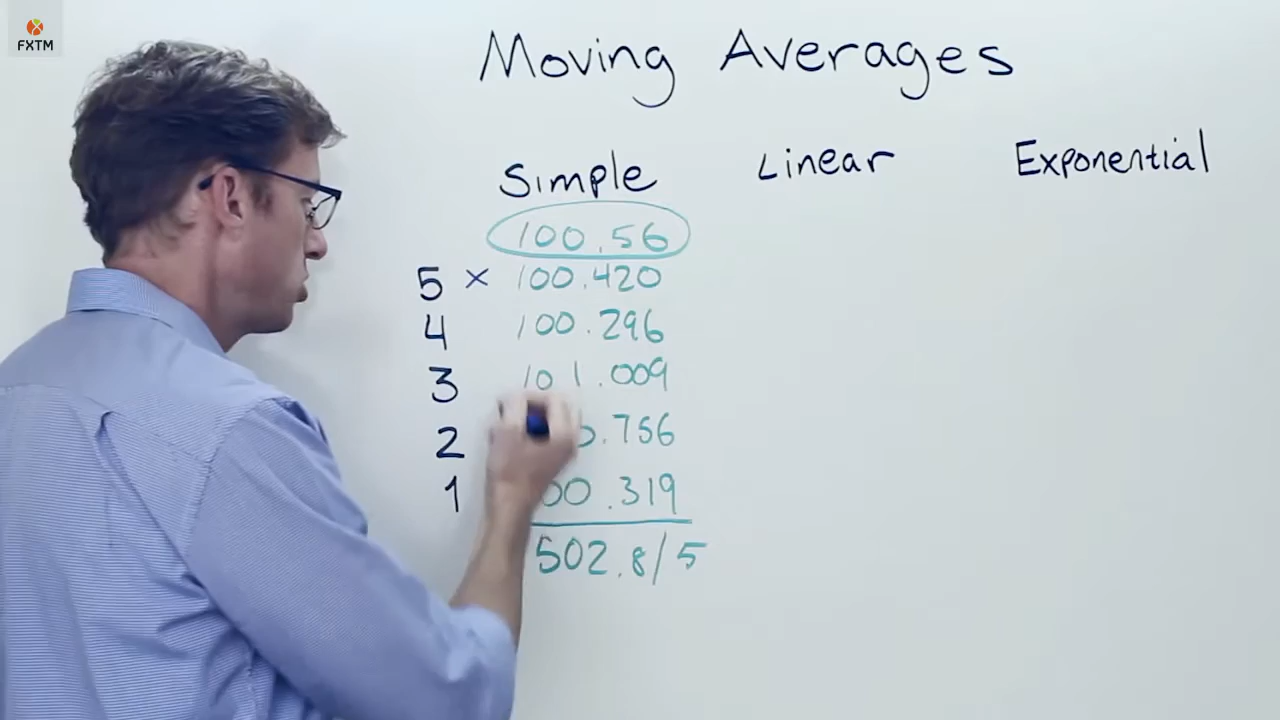 FXTM
Moving Averages
Simple Linear Exponential
100.56
5 × 100.420
4 100.296
3 101.009
2 .756
1 00.319
502.8/5